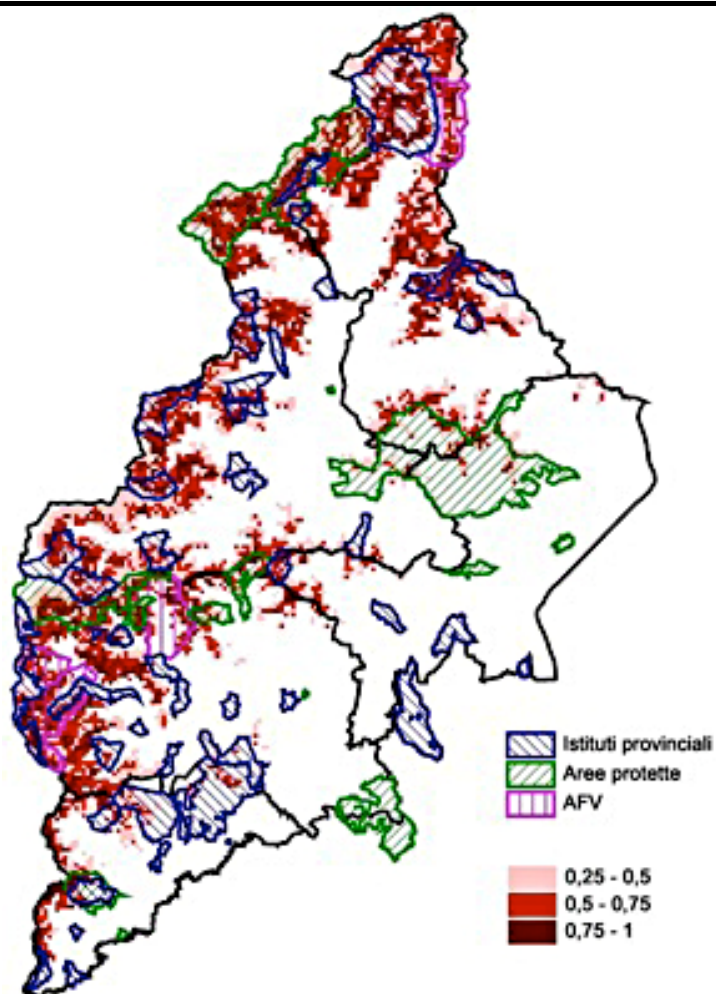 Istituti provinciali
Aree protette
AFV
0,25 - 0,5
0,5 - 0,75
0,75 - 1